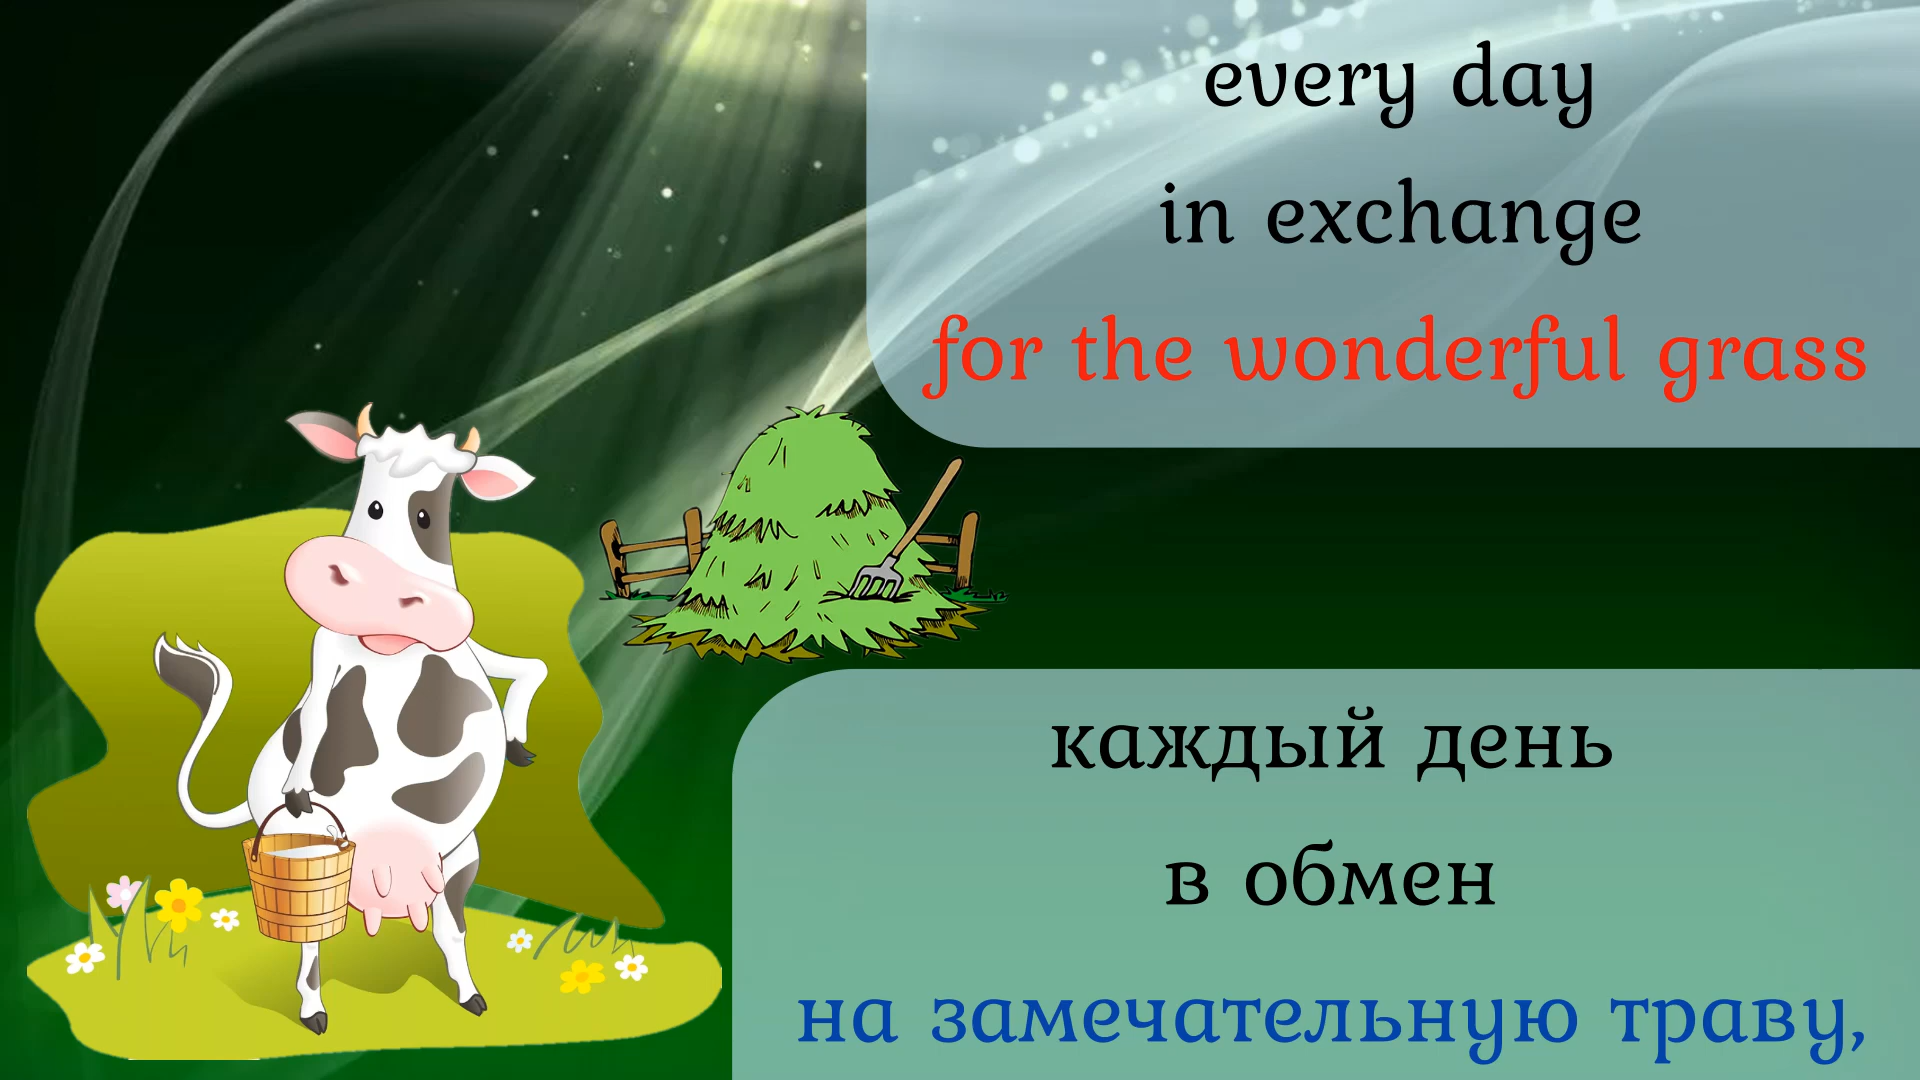 every day
in exchange
for the wonderful grass
каждый день
в обмен
на замечательную траву,